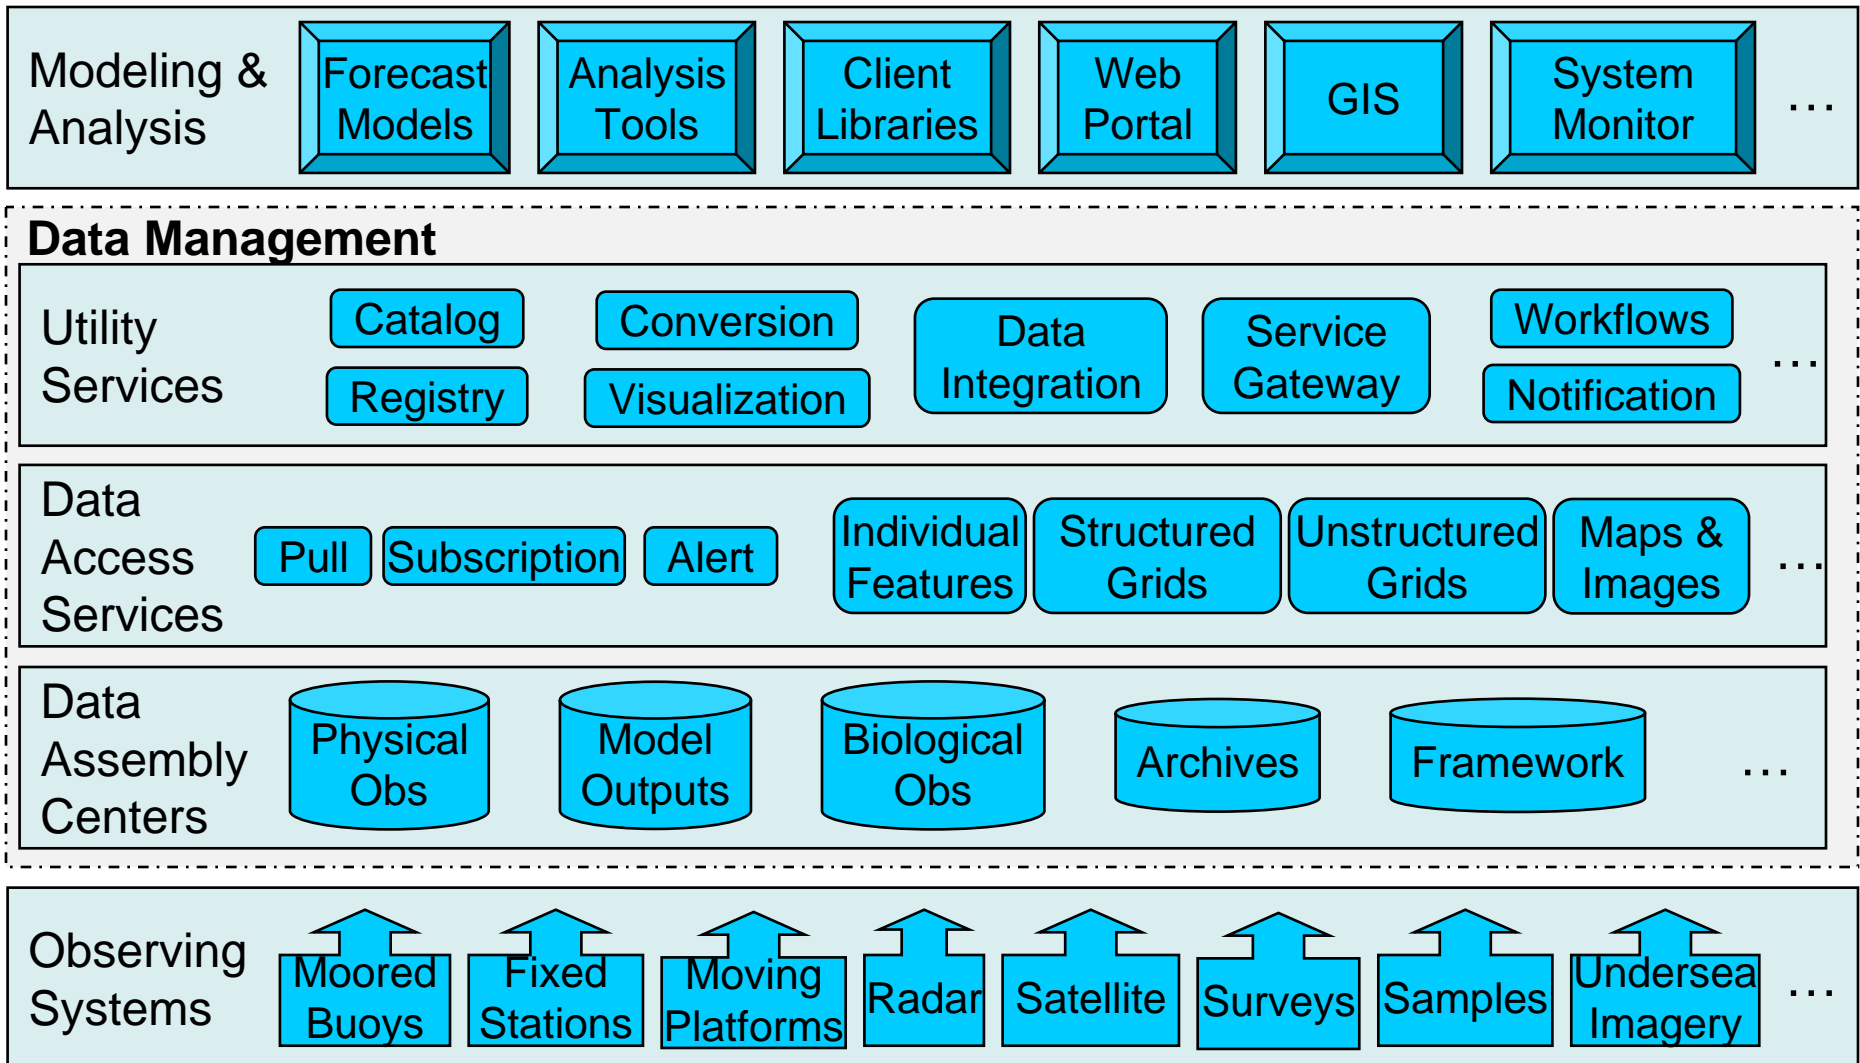 Modeling &
Analysis
Forecast
Models
Analysis
Tools
Client
Libraries
Web
Portal
GIS
System
Monitor
…
Data Management
Utility
Services
Catalog
Registry
Conversion
Visualization
Data
Integration
Service
Gateway
Workflows
Notification
…
Data
Access
Services
Pull
Subscription
Alert
Individual
Features
Structured
Grids
Unstructured
Grids
Maps &
Images
…
Data
Assembly
Centers
Physical
Obs
Model
Outputs
Biological
Obs
Archives
Framework
…
Observing
Systems
Moored
Buoys
Fixed
Stations
Moving
Platforms
Radar
Satellite
Surveys
Samples
Undersea
Imagery
…